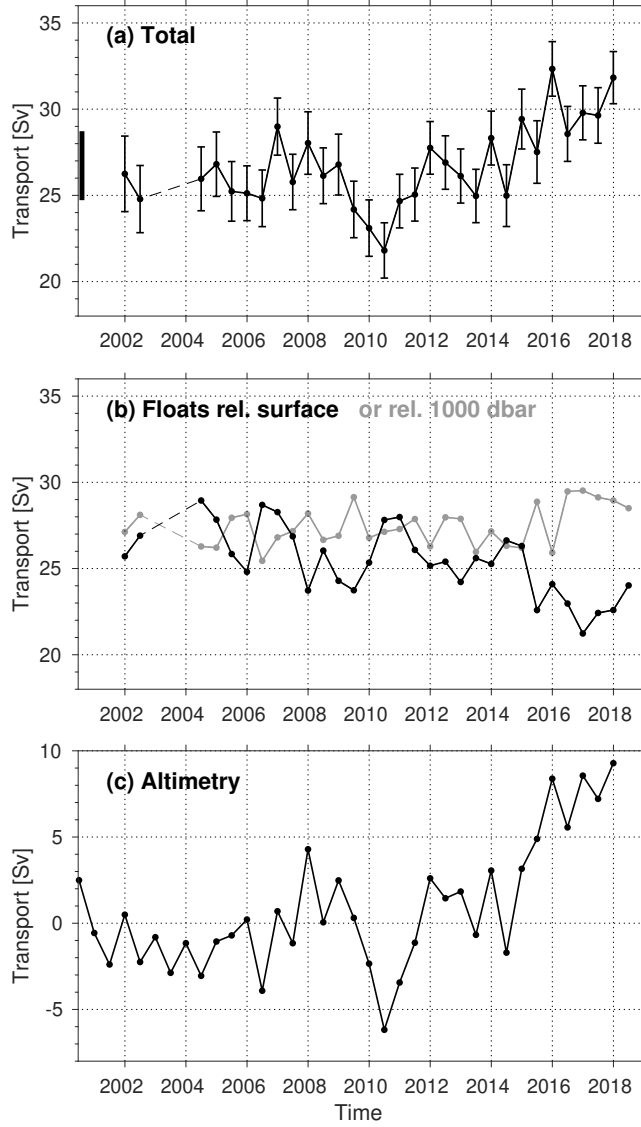 (a) Total
Transport [Sv]
35
30
25
20
2002 2004 2006 2008 2010 2012 2014 2016 2018
(b) Floats rel. surface or rel. 1000 dbar
Transport [Sv]
35
30
25
20
2002 2004 2006 2008 2010 2012 2014 2016 2018
(c) Altimetry
Transport [Sv]
10
5
0
-5
2002 2004 2006 2008 2010 2012 2014 2016 2018
Time